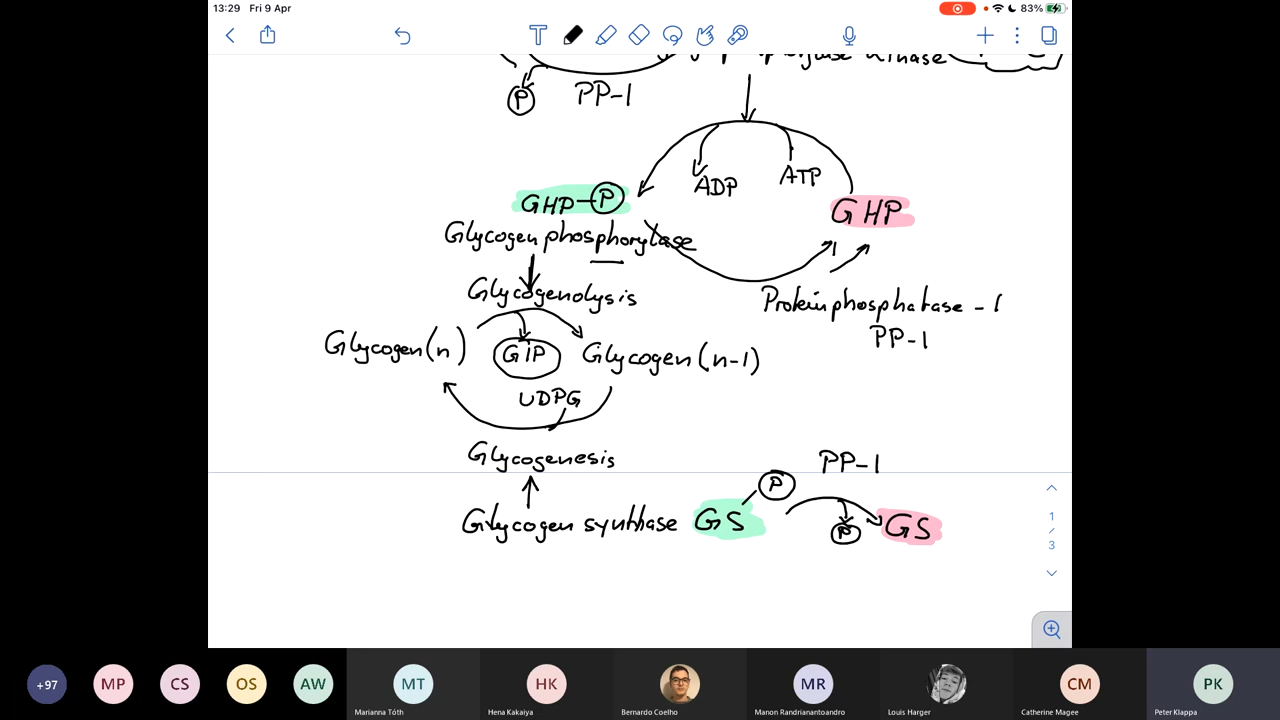 13:29 Fri 9 Apr
83%
Kinase
P
PP-1
ADP
ATP
GHP-P
GHP
Glycogen phosphorylase
Glycogenolysis
Proteinphosphatase-1
PP-1
Glycogen(n)
G1P
Glycogen(n-1)
UDPG
Glycogenesis
PP-1
P
Glycogen synthase GS
P
GS
1
/
3
+97
MP
CS
OS
AW
MT
HK
MR
CM
PK
Marianna Tóth
Hena Kakaiya
Bernardo Coelho
Manon Randrianantoandro
Louis Harger
Catherine Magee
Peter Klappa